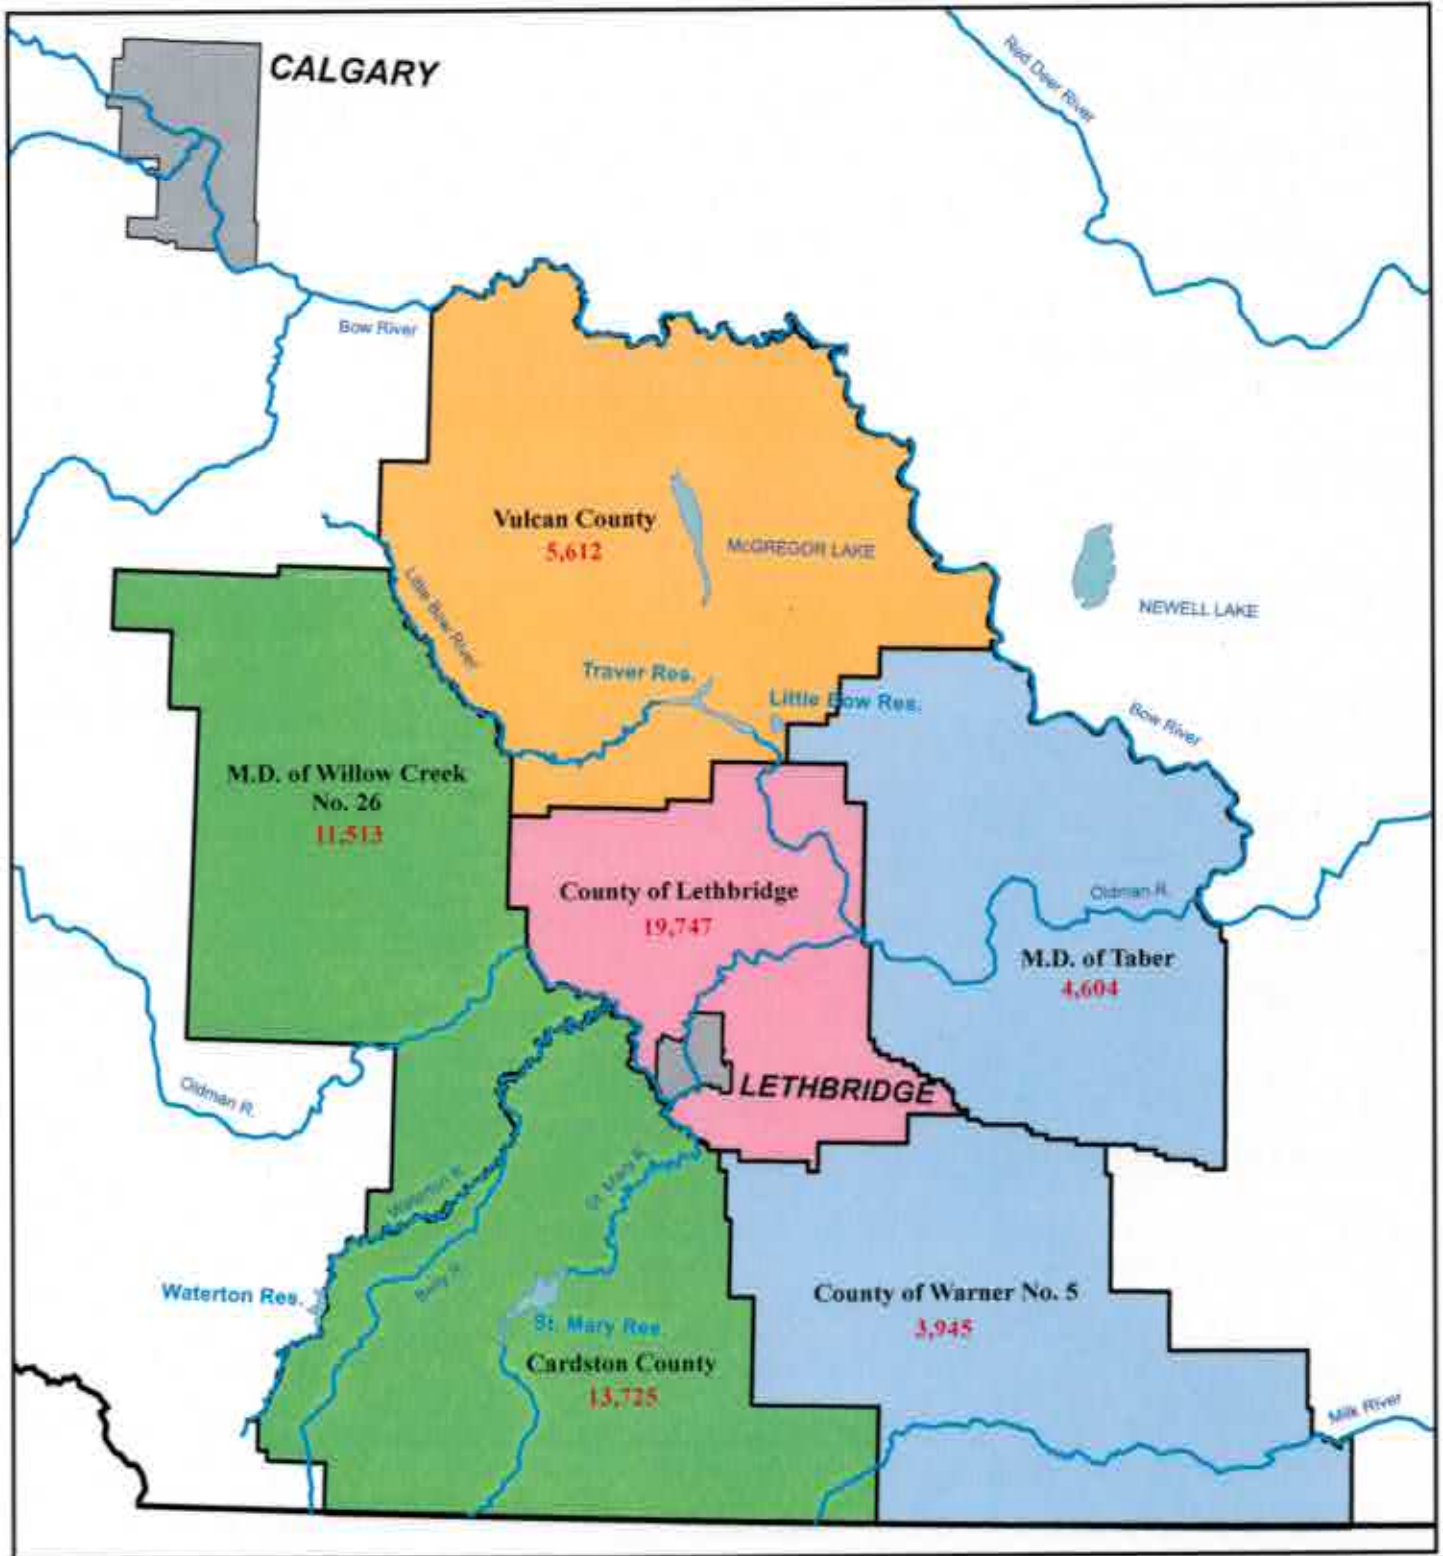 CALGARY
Red Deer River
Bow River
Vulcan County
5,612
McGREGOR LAKE
NEWELL LAKE
Little Bow River
Traver Res.
Little Bow Res.
Bow River
M.D. of Willow Creek
No. 26
11,513
County of Lethbridge
19,747
Oldman R.
M.D. of Taber
4,604
LETHBRIDGE
Oldman R.
Waterton R.
St. Mary R.
Belly R.
Waterton Res.
St. Mary Res.
County of Warner No. 5
3,945
Cardston County
13,725
Milk River